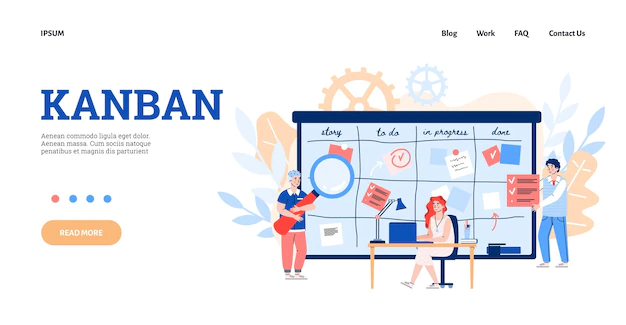 IPSUM
Blog Work FAQ Contact Us
KANBAN
Aenean commodo ligula eget dolor.
Aenean massa. Cum sociis natoque
penatibus et magnis dis parturient
READ MORE
story to do in progress done